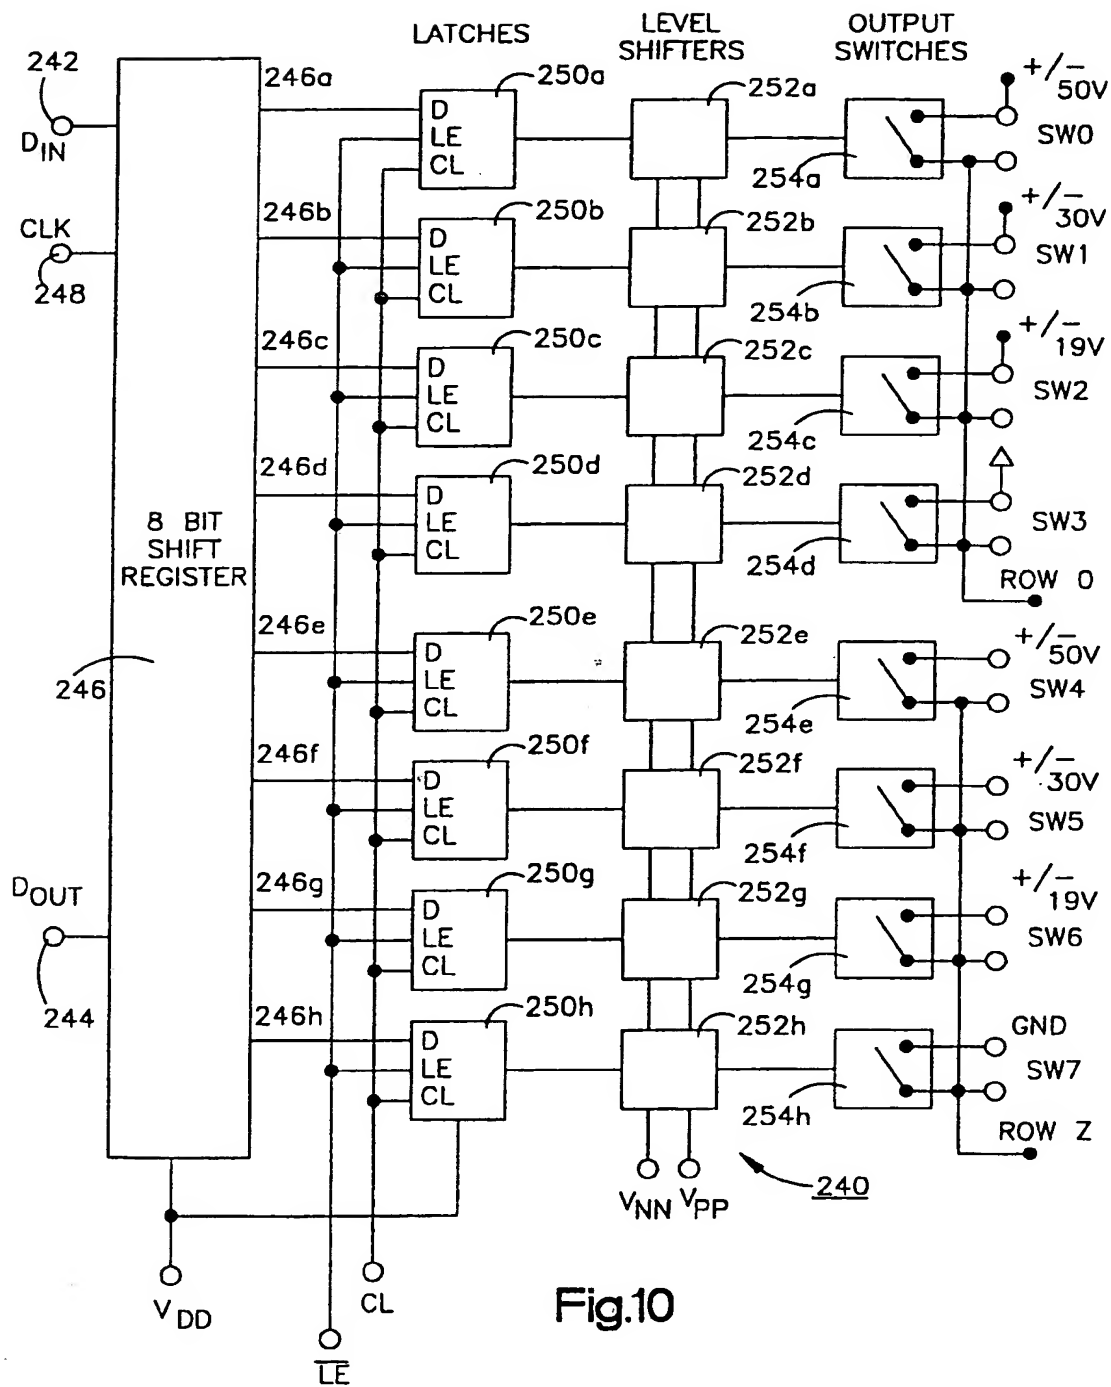 LATCHES
LEVEL
SHIFTERS
OUTPUT
SWITCHES
242
D IN
CLK
248
8 BIT
SHIFT
REGISTER
246
D OUT
244
246a
250a
D
LE
CL
252a
254a
+/-
50V
SW0
246b
250b
D
LE
CL
252b
254b
+/-
30V
SW1
246c
250c
D
LE
CL
252c
254c
+/-
19V
SW2
246d
250d
D
LE
CL
252d
254d
SW3
ROW 0
246e
250e
D
LE
CL
252e
254e
+/-
50V
SW4
246f
250f
D
LE
CL
252f
254f
+/-
30V
SW5
246g
250g
D
LE
CL
252g
254g
+/-
19V
SW6
246h
250h
D
LE
CL
252h
254h
GND
SW7
ROW Z
VNN
VPP
240
V DD
CL
LE
Fig.10